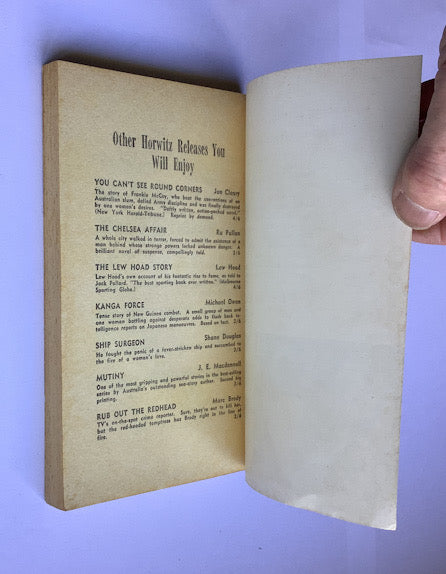 Other Horwitz Releases You
Will Enjoy
YOU CAN'T SEE ROUND CORNERS Jon Cleary
The story of Frankie McCoy, who beat the conventions of an
Australian slum, defied Army discipline and was finally destroyed
by one woman's desires. "Deftly written, action-packed novel,"
(New York Herald-Tribune.) Reprint by demand. 4/6
THE CHELSEA AFFAIR Ru Pullan
A whole city walked in terror, forced to admit the existence of a
man behind whose strange powers lurked unknown danger. A
brilliant novel of suspense, compellingly told. 2/6
THE LEW HOAD STORY Lew Hoad
Lew Hoad's own account of his fantastic rise to fame, as told to
Jack Pollard. "The best sporting book ever written." (Melbourne
Sporting Globe.) 4/6
KANGA FORCE Michael Owen
Tense story of New Guinea combat. A small group of men and
one woman battling against desperate odds to flash back in-
telligence reports on Japanese manoeuvres. Based on fact. 2/6
SHIP SURGEON Shane Douglas
He fought the panic of a fever-stricken ship and succumbed to
the fire of a woman's love. 2/6
MUTINY J. E. Macdonnell
One of the most gripping and powerful stories in the best-selling
series by Australia's outstanding sea-story author. Second big
printing.
RUB OUT THE REDHEAD Marc Brody
TV's on-the-spot crime reporter. Sure, they're out to kill her,
but the red-headed temptress has Brody right in the line of
fire. 2/6